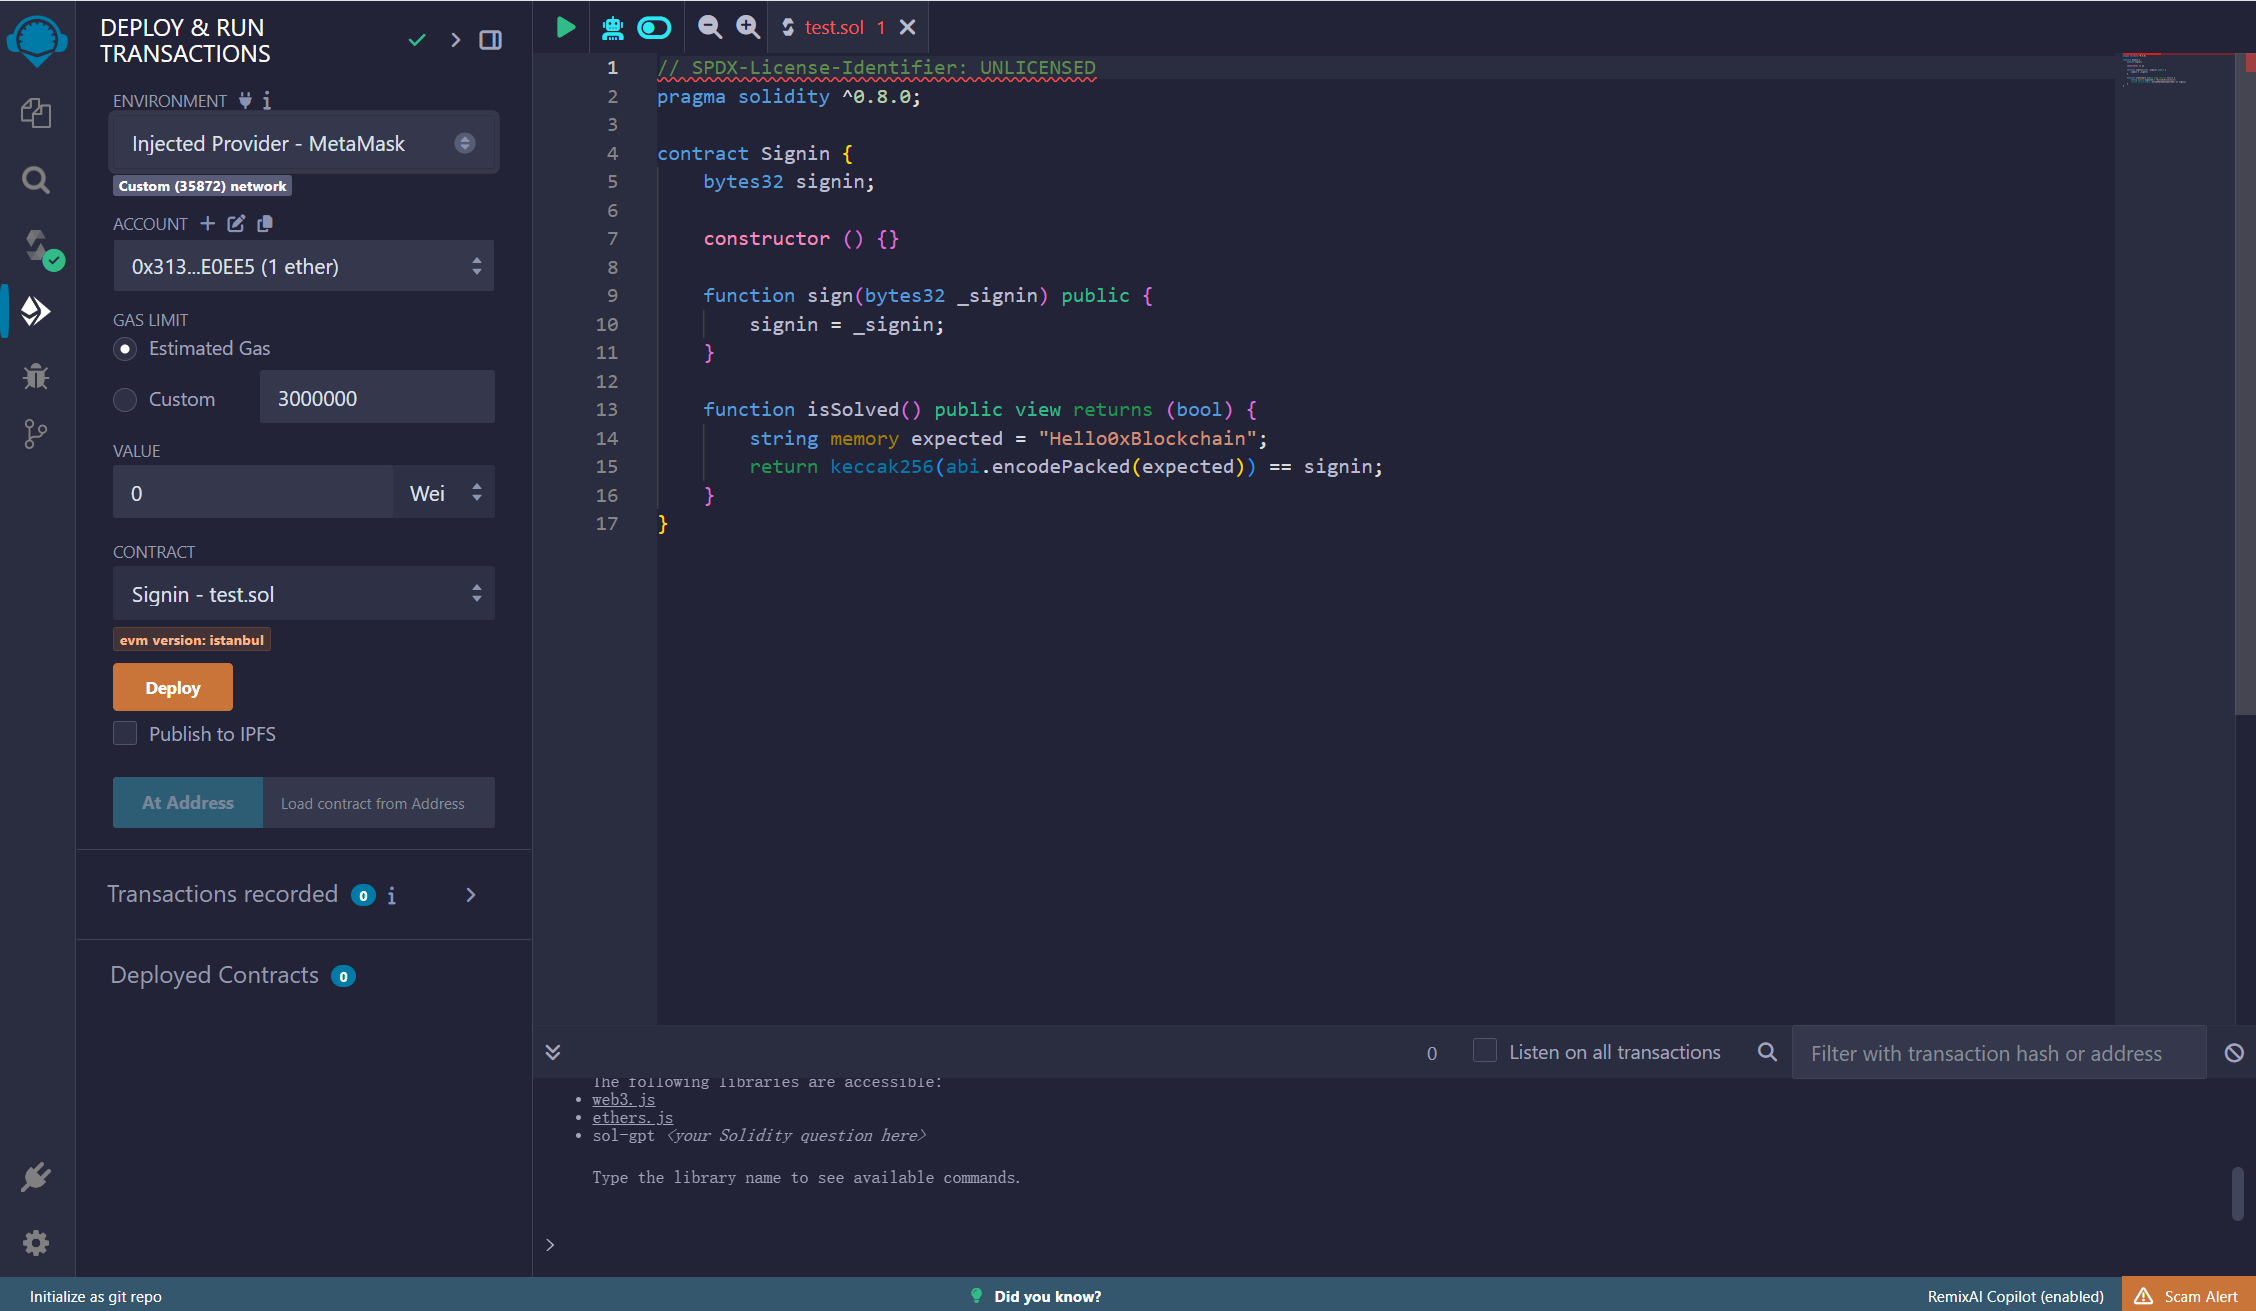 DEPLOY & RUN
TRANSACTIONS
ENVIRONMENT
Injected Provider - MetaMask
Custom (35872) network
ACCOUNT
0x313...E0EE5 (1 ether)
GAS LIMIT
Estimated Gas
Custom
3000000
VALUE
0
Wei
CONTRACT
Signin - test.sol
evm version: istanbul
Deploy
Publish to IPFS
At Address
Load contract from Address
Transactions recorded 0
Deployed Contracts 0
test.sol 1
1 // SPDX-License-Identifier: UNLICENSED
2 pragma solidity ^0.8.0;
3
4 contract Signin {
5 bytes32 signin;
6
7 constructor () {}
8
9 function sign(bytes32 _signin) public {
10 signin = _signin;
11 }
12
13 function isSolved() public view returns (bool) {
14 string memory expected = "Hello0xBlockchain";
15 return keccak256(abi.encodePacked(expected)) == signin;
16 }
17 }
0
Listen on all transactions
Filter with transaction hash or address
The following libraries are accessible:
• web3.js
• ethers.js
• sol-gpt <your Solidity question here>
Type the library name to see available commands.
>
Initialize as git repo
Did you know?
RemixAI Copilot (enabled)
Scam Alert